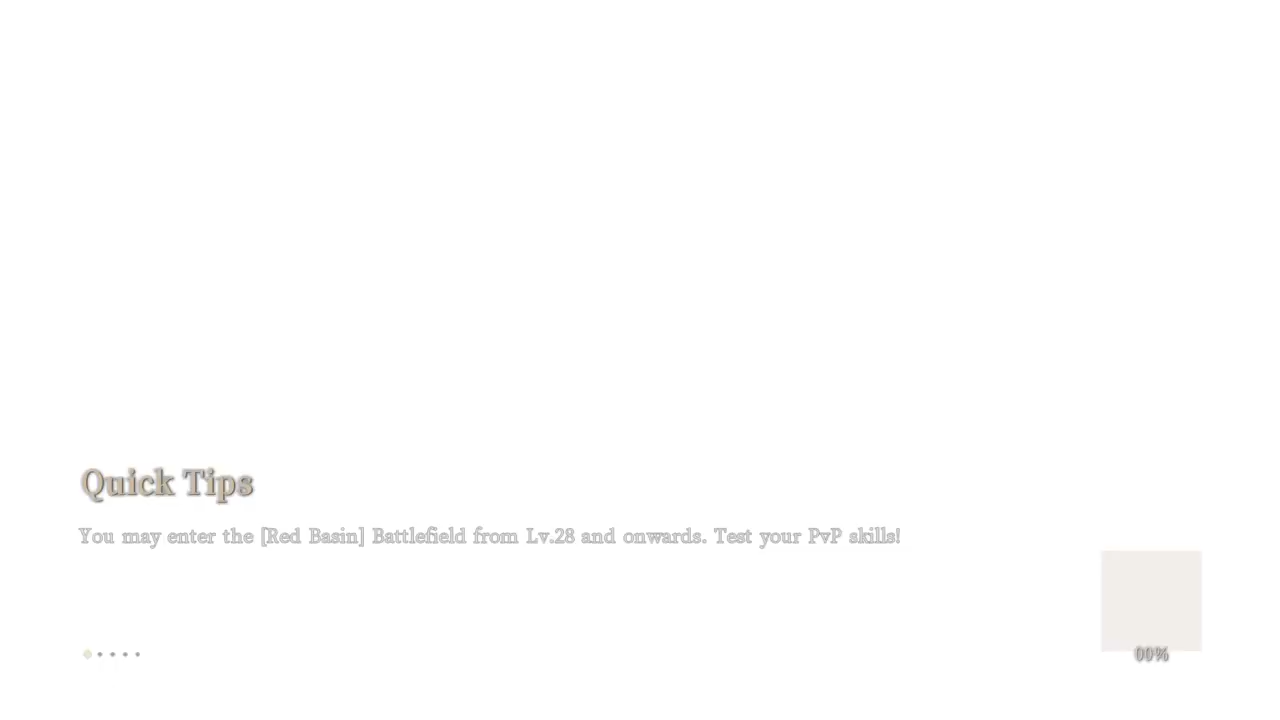 Quick Tips
You may enter the [Red Basin] Battlefield from Lv.28 and onwards. Test your PvP skills!
00%